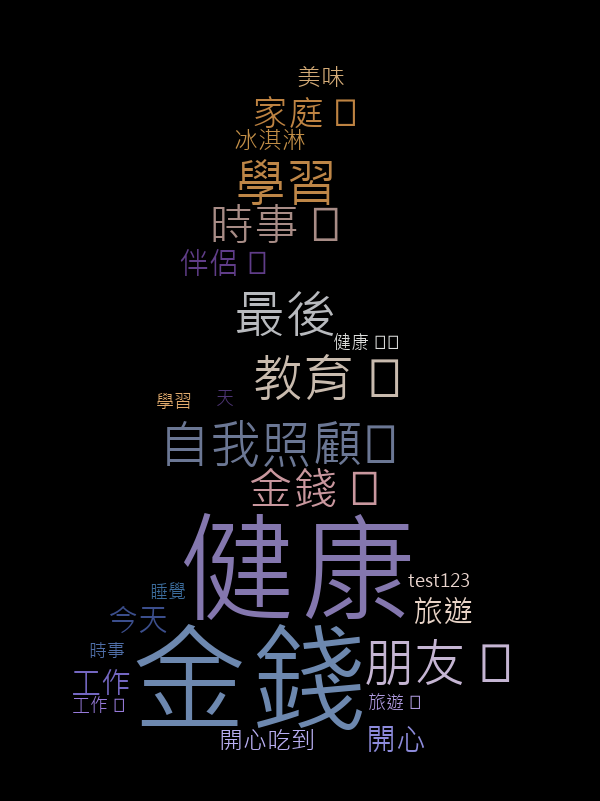 美味
家庭 □
冰淇淋
學習
時事 □
伴侶 □
最後
健康 □□
教育 □
學習
天
自我照顧□
金錢 □
健康
test123
睡覺
旅遊
今天
時事
金錢
朋友 □
工作
旅遊 □
工作 □
開心吃到
開心